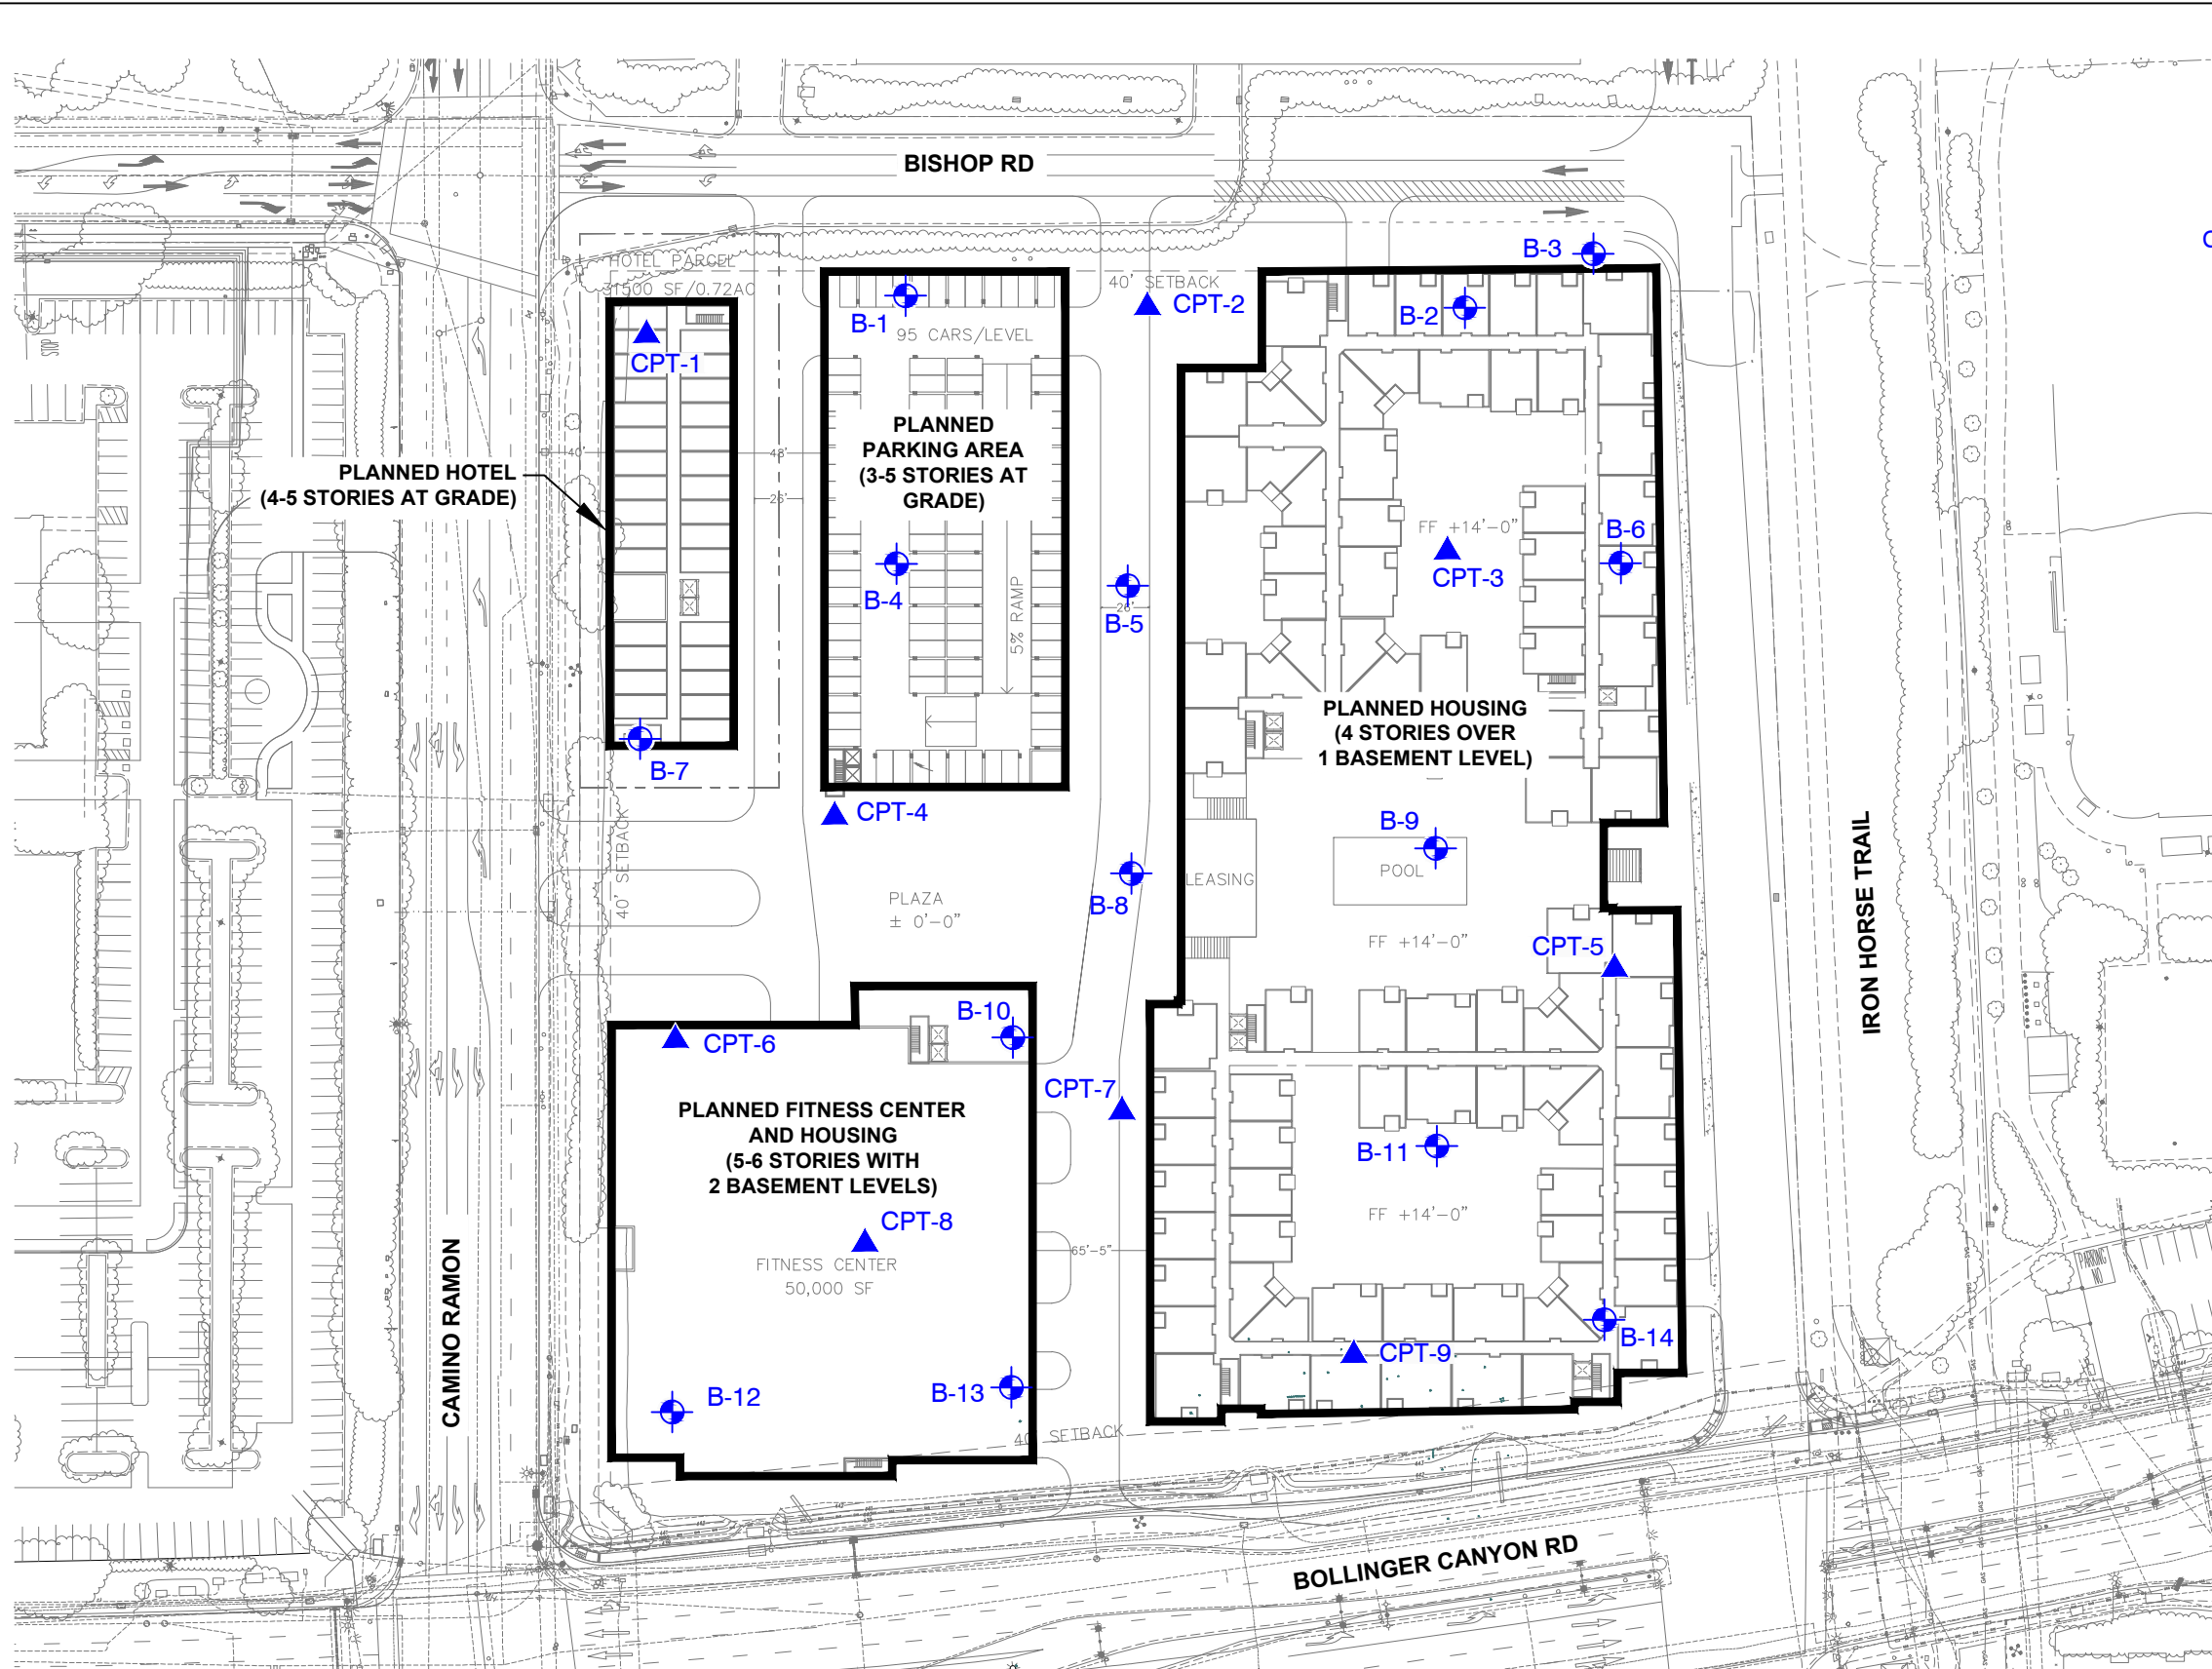 BISHOP RD
B-3
HOTEL PARCEL
31500 SF/0.72AC
40' SETBACK
CPT-2
B-1
B-2
95 CARS/LEVEL
CPT-1
PLANNED
PARKING AREA
(3-5 STORIES AT
GRADE)
PLANNED HOTEL
(4-5 STORIES AT GRADE)
40'
48'
26'
FF +14'-0"
B-6
CPT-3
B-4
5% RAMP
26'
B-5
PLANNED HOUSING
(4 STORIES OVER
1 BASEMENT LEVEL)
B-7
CPT-4
40' SETBACK
B-9
POOL
LEASING
B-8
PLAZA
± 0'-0"
FF +14'-0"
CPT-5
IRON HORSE TRAIL
B-10
CPT-6
CPT-7
PLANNED FITNESS CENTER
AND HOUSING
(5-6 STORIES WITH
2 BASEMENT LEVELS)
B-11
CPT-8
FF +14'-0"
FITNESS CENTER
50,000 SF
65'-5"
CAMINO RAMON
B-14
CPT-9
B-12
B-13
40' SETBACK
PARKING
NO
BOLLINGER CANYON RD